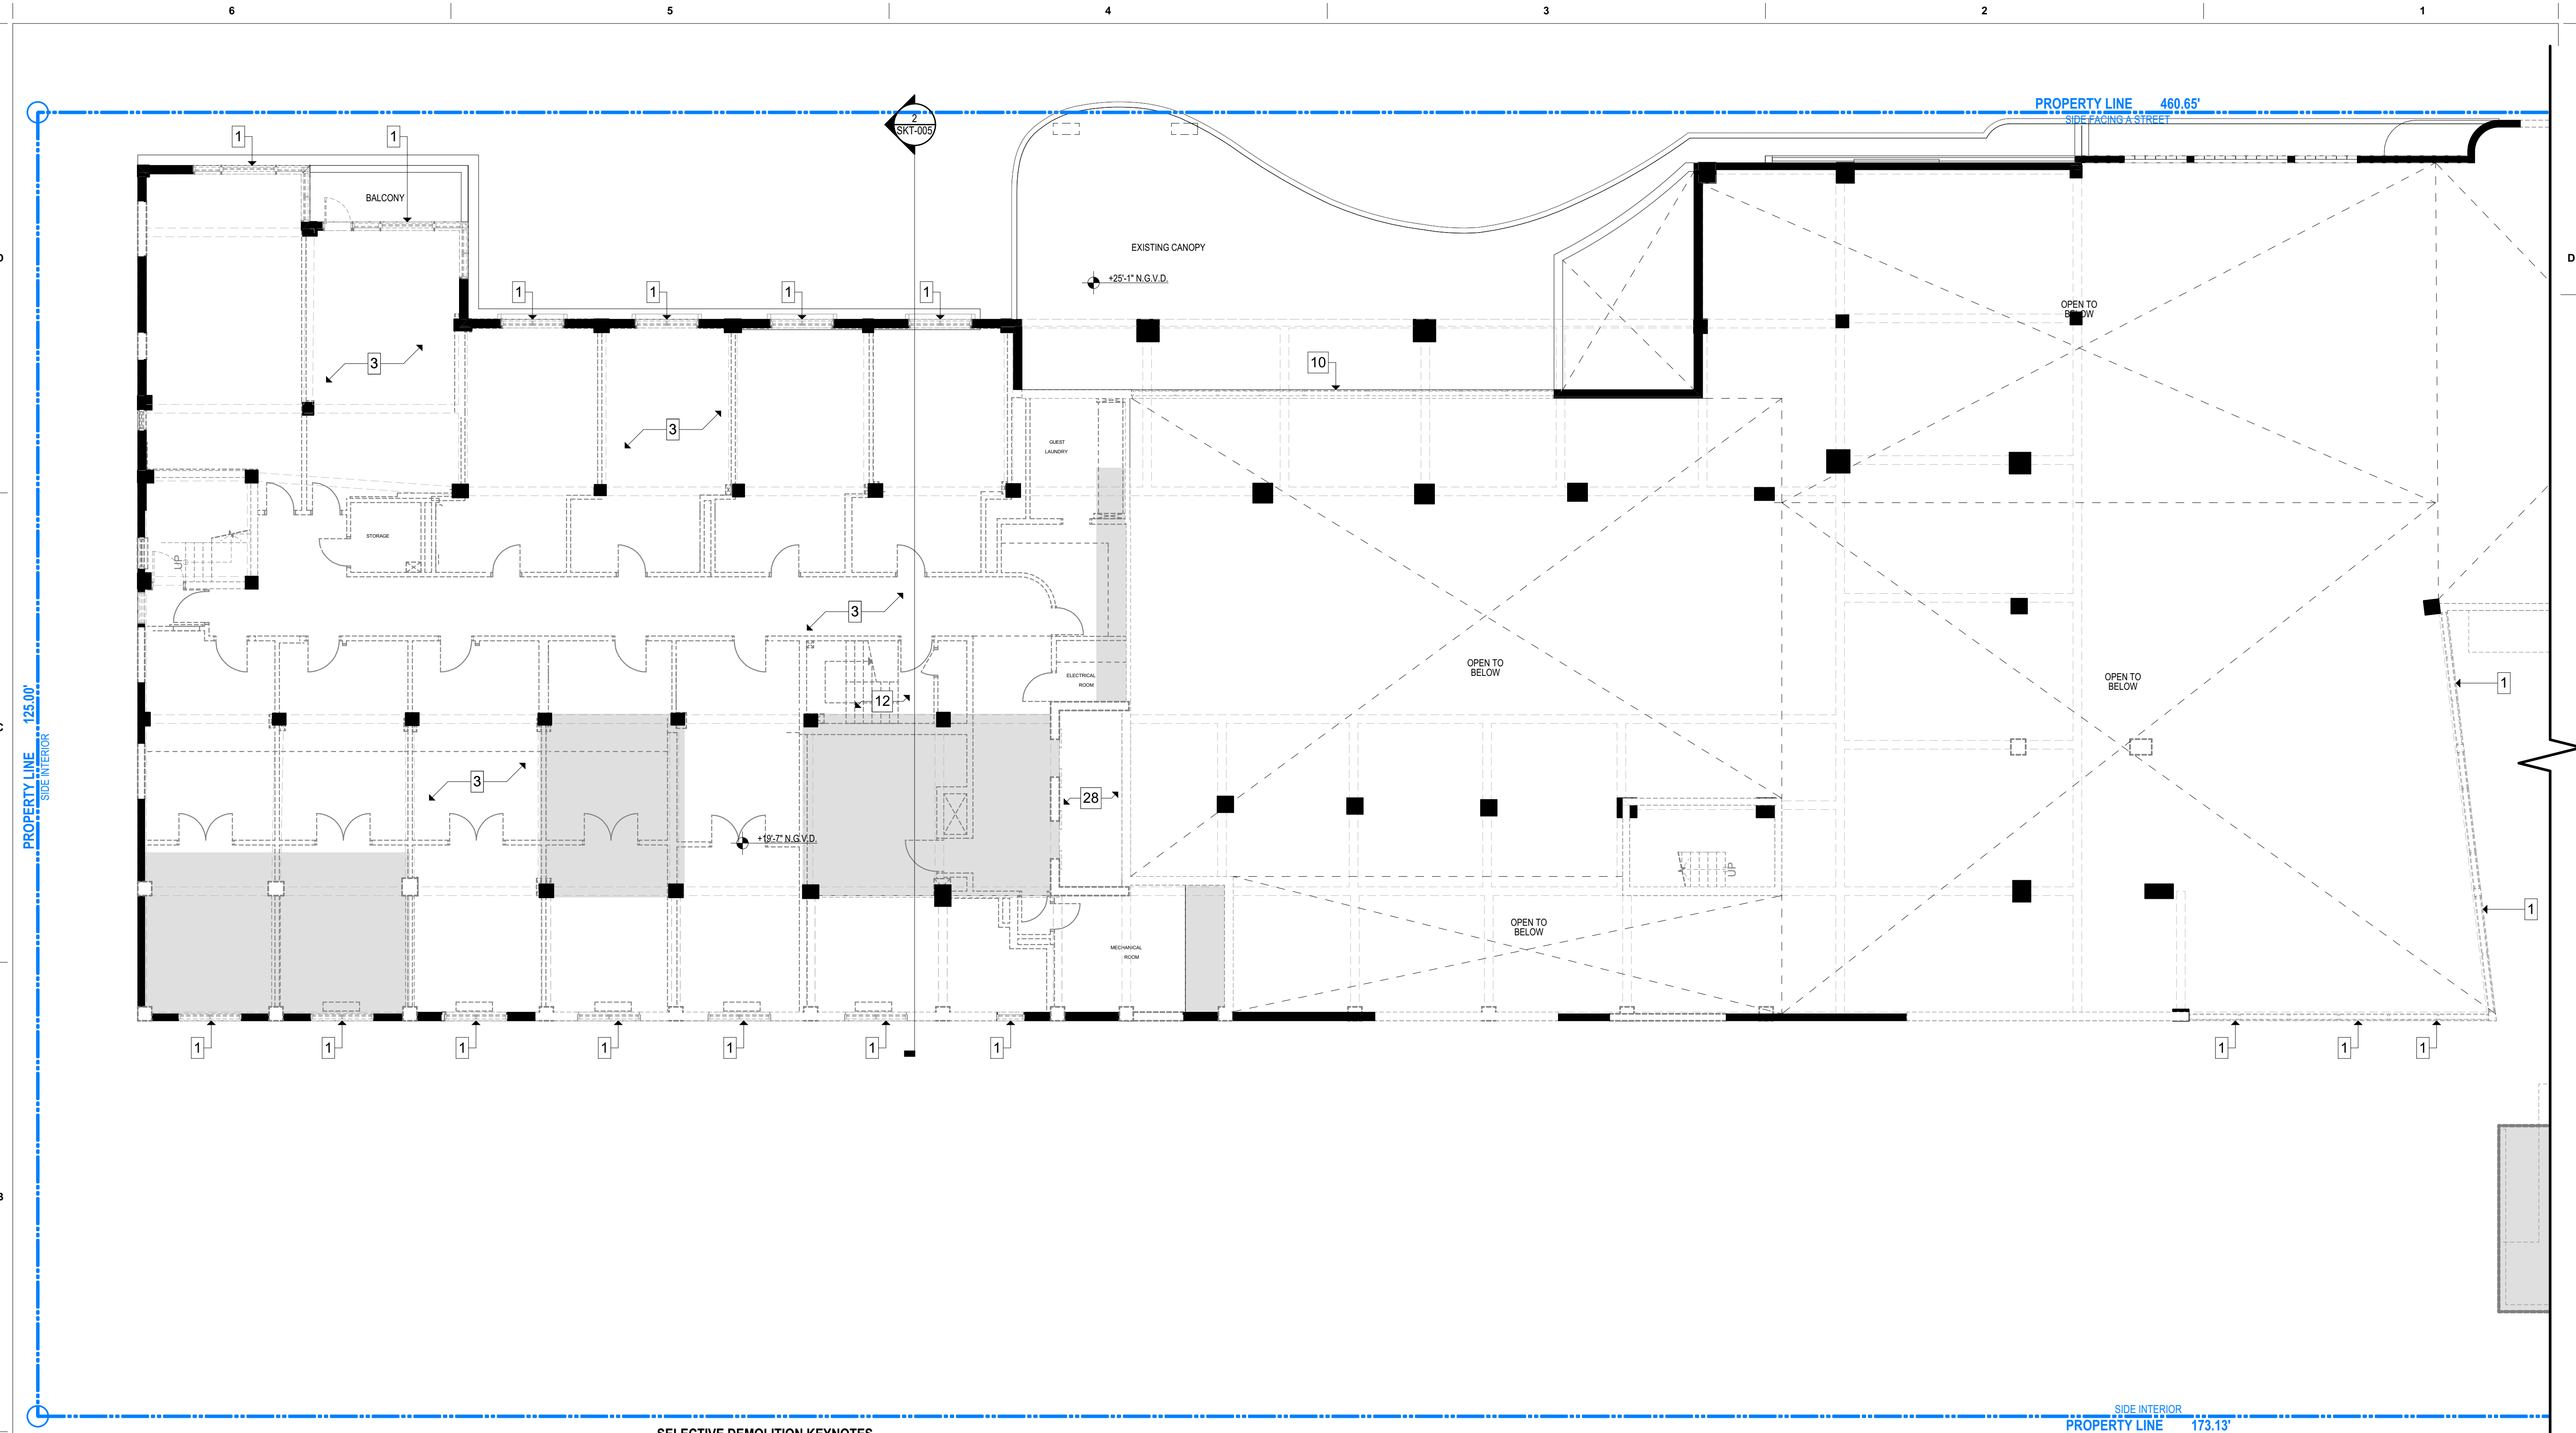 6 5 4 3 2 1
PROPERTY LINE 460.65'
SIDE FACING A STREET
2
SKT-005
1 1
BALCONY
EXISTING CANOPY
D
+25'-1" N.G.V.D.
1 1 1 1
OPEN TO
BELOW
3
10
3
GUEST
LAUNDRY
STORAGE
UP
3
OPEN TO
BELOW
ELECTRICAL
ROOM
OPEN TO
BELOW
1
12
PROPERTY LINE 125.00'
SIDE INTERIOR
3
28
+19'-7" N.G.V.D.
UP
1
OPEN TO
BELOW
MECHANICAL
ROOM
1 1 1 1 1 1 1 1 1 1
SIDE INTERIOR
PROPERTY LINE 173.13'
SELECTIVE DEMOLITION KEYNOTES